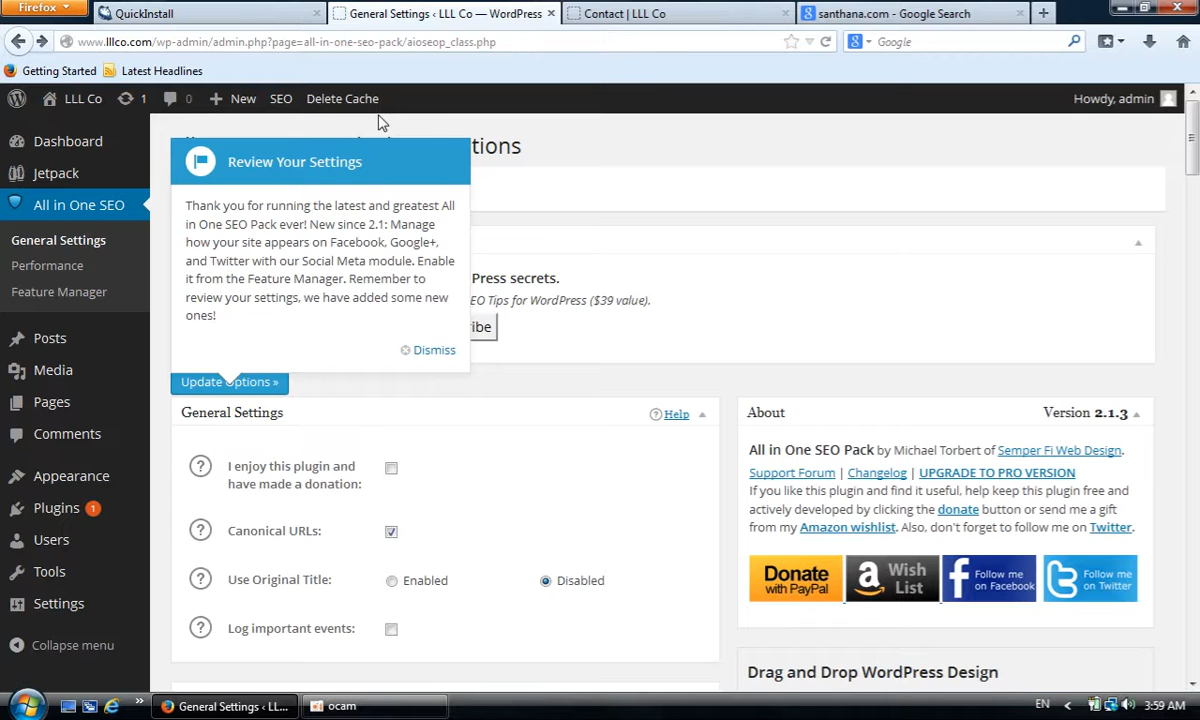 Firefox
QuickInstall
General Settings ‹ LLL Co — WordPress
Contact | LLL Co
santhana.com - Google Search
www.lllco.com/wp-admin/admin.php?page=all-in-one-seo-pack/aioseop_class.php
Google
Getting Started
Latest Headlines
LLL Co
1
0
New
SEO
Delete Cache
Howdy, admin
Dashboard
Jetpack
All in One SEO
General Settings
Performance
Feature Manager
Posts
Media
Pages
Comments
Appearance
Plugins 1
Users
Tools
Settings
Collapse menu
tions
Review Your Settings
Thank you for running the latest and greatest All
in One SEO Pack ever! New since 2.1: Manage
how your site appears on Facebook, Google+,
and Twitter with our Social Meta module. Enable
it from the Feature Manager. Remember to
review your settings, we have added some new
ones!
Dismiss
Press secrets.
EO Tips for WordPress ($39 value).
ribe
Update Options »
General Settings
Help
I enjoy this plugin and
have made a donation:
Canonical URLs:
Use Original Title:
Enabled
Disabled
Log important events:
About
Version 2.1.3
All in One SEO Pack by Michael Torbert of Semper Fi Web Design.
Support Forum | Changelog | UPGRADE TO PRO VERSION
If you like this plugin and find it useful, help keep this plugin free and
actively developed by clicking the donate button or send me a gift
from my Amazon wishlist. Also, don't forget to follow me on Twitter.
Donate
with PayPal
Wish
List
Follow me
on Facebook
Follow me
on Twitter
Drag and Drop WordPress Design
General Settings ‹ LL...
ocam
EN
3:59 AM